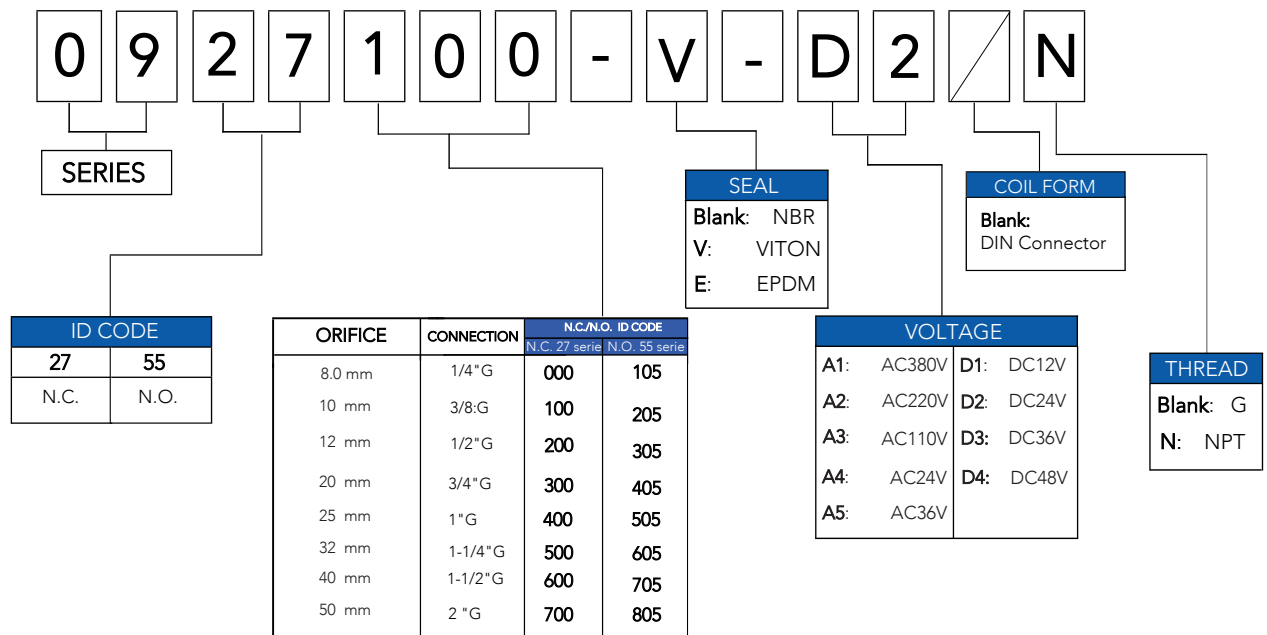 0 9 2 7 1 0 0 - V - D 2 N
SERIES
SEAL
Blank: NBR
V: VITON
E: EPDM
COIL FORM
Blank:
DIN Connector
ID CODE
27 55
N.C. N.O.
ORIFICE CONNECTION N.C./N.O. ID CODE
N.C. 27 serie N.O. 55 serie
8.0 mm 1/4"G 000 105
10 mm 3/8:G 100 205
12 mm 1/2"G 200 305
20 mm 3/4"G 300 405
25 mm 1"G 400 505
32 mm 1-1/4"G 500 605
40 mm 1-1/2"G 600 705
50 mm 2 "G 700 805
VOLTAGE
A1: AC380V D1: DC12V
A2: AC220V D2: DC24V
A3: AC110V D3: DC36V
A4: AC24V D4: DC48V
A5: AC36V
THREAD
Blank: G
N: NPT